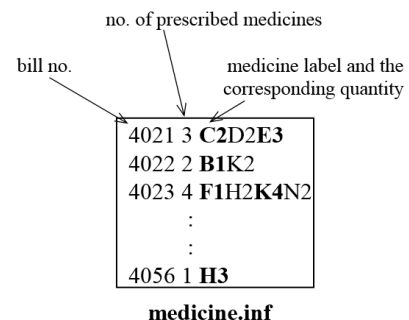 no. of prescribed medicines
bill no.
medicine label and the
corresponding quantity
4021 3 C2D2E3
4022 2 B1K2
4023 4 F1H2K4N2
:
:
4056 1 H3
medicine.inf